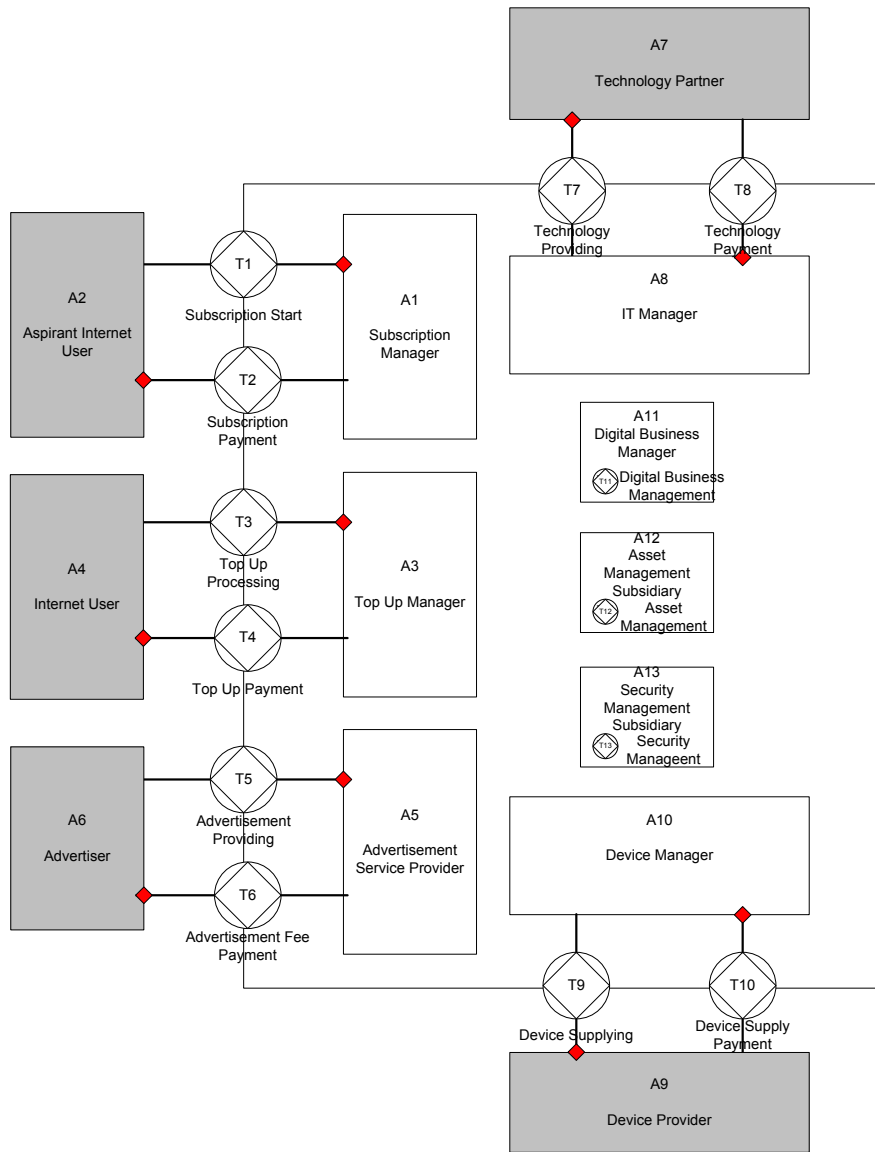 A7
Technology Partner
T7
T8
Technology
Providing
Technology
Payment
A2
Aspirant Internet
User
T1
Subscription Start
T2
Subscription
Payment
A1
Subscription
Manager
A8
IT Manager
A11
Digital Business
Manager
T11
Digital Business
Management
A12
Asset
Management
Subsidiary
T12
Asset
Management
A13
Security
Management
Subsidiary
T13
Security
Manageent
A4
Internet User
T3
Top Up
Processing
T4
Top Up Payment
A3
Top Up Manager
A6
Advertiser
T5
Advertisement
Providing
T6
Advertisement Fee
Payment
A5
Advertisement
Service Provider
A10
Device Manager
T9
T10
Device Supplying
Device Supply
Payment
A9
Device Provider